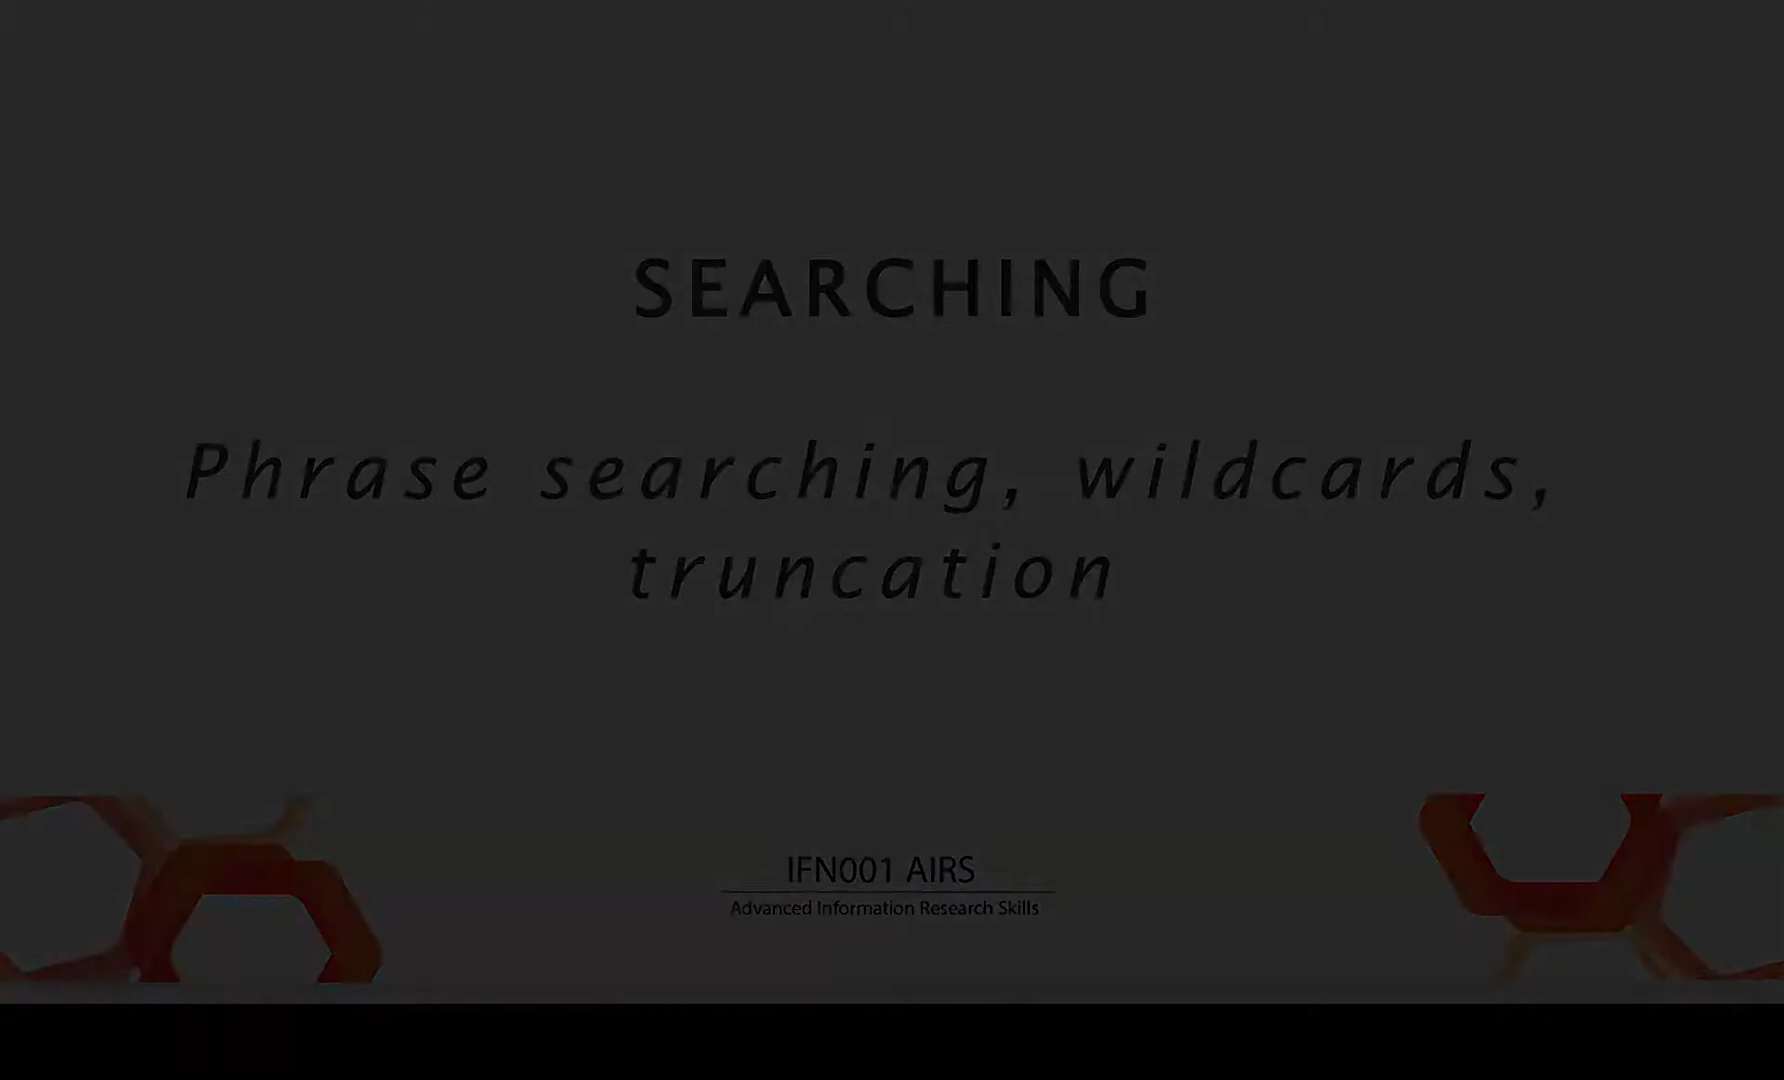 SEARCHING
Phrase searching, wildcards,
truncation
IFN001 AIRS
Advanced Information Research Skills